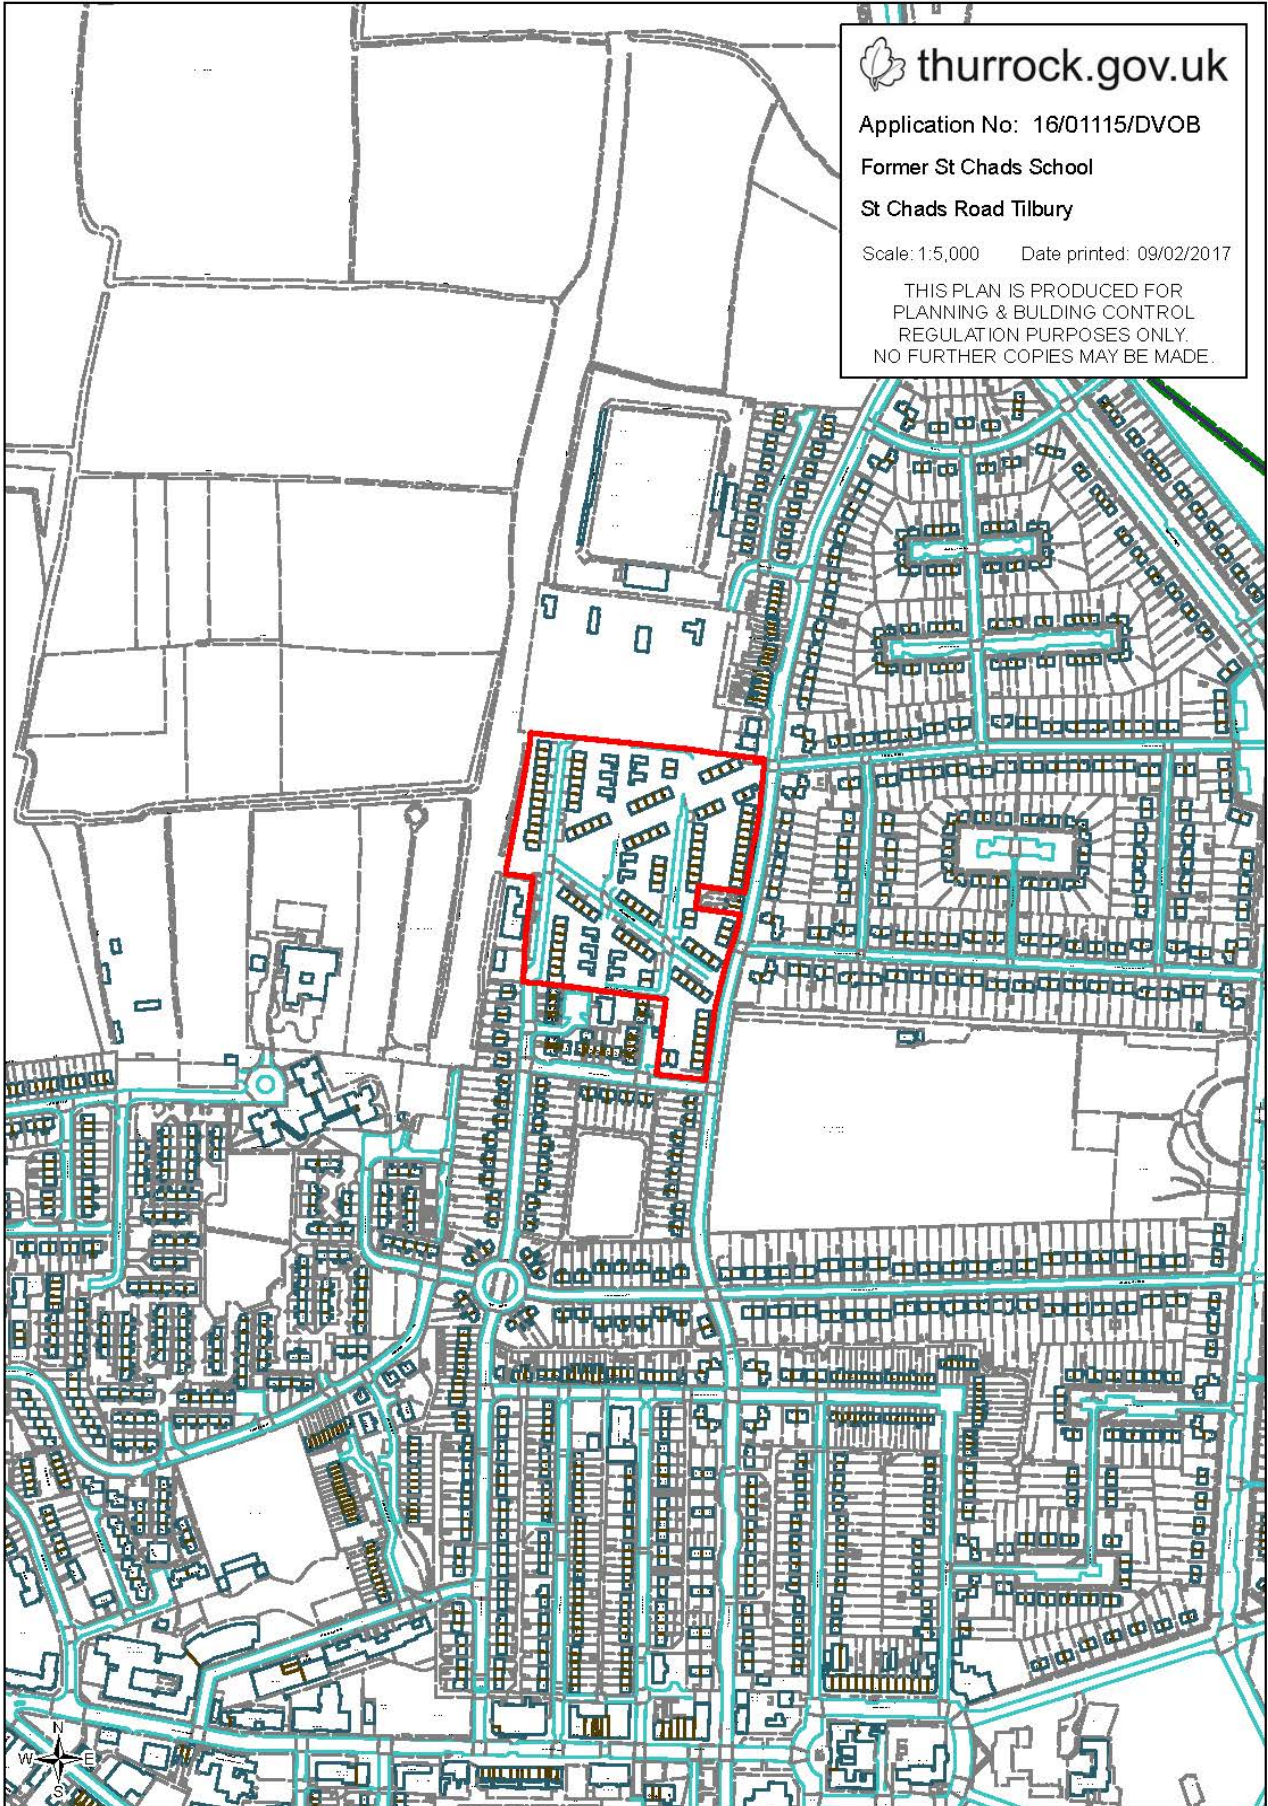 thurrock.gov.uk
Application No: 16/01115/DVOB
Former St Chads School
St Chads Road Tilbury
Scale: 1:5,000 Date printed: 09/02/2017
THIS PLAN IS PRODUCED FOR
PLANNING & BULDING CONTROL
REGULATION PURPOSES ONLY.
NO FURTHER COPIES MAY BE MADE.
N
W E
S